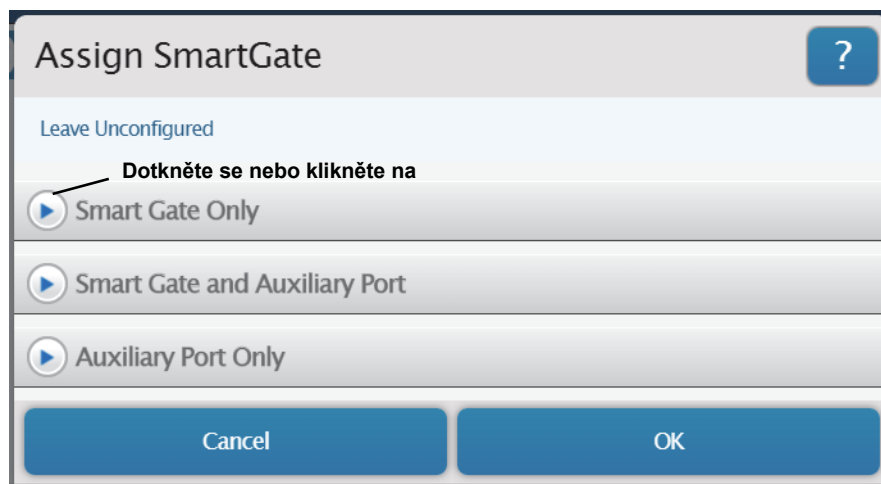 Assign SmartGate
?
Leave Unconfigured
Dotkněte se nebo klikněte na
Smart Gate Only
Smart Gate and Auxiliary Port
Auxiliary Port Only
Cancel
OK